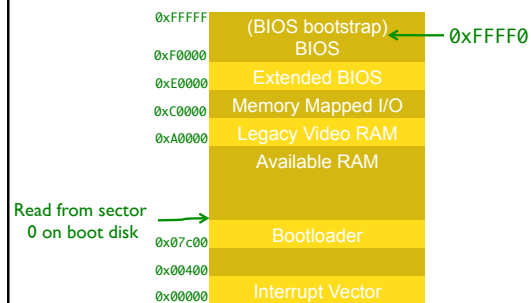 0xFFFFF
(BIOS bootstrap)
0xFFFF0
BIOS
0xF0000
Extended BIOS
0xE0000
Memory Mapped I/O
0xC0000
Legacy Video RAM
0xA0000
Available RAM
Read from sector
0 on boot disk
Bootloader
0x07c00
0x00400
Interrupt Vector
0x00000